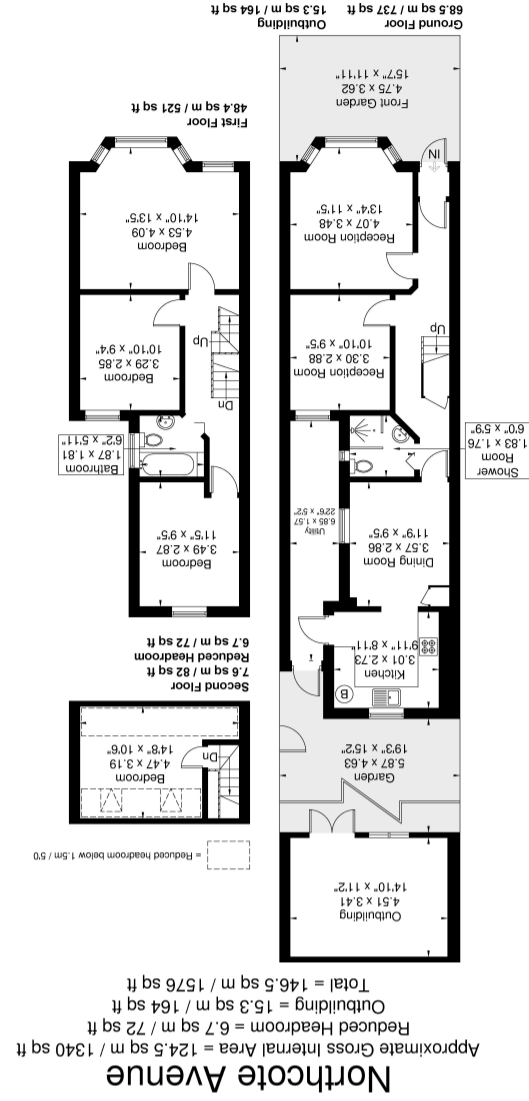 Northcote Avenue
Approximate Gross Internal Area = 124.5 sq m / 1340 sq ft
Reduced Headroom = 6.7 sq m / 72 sq ft
Outbuilding = 15.3 sq m / 164 sq ft
Total = 146.5 sq m / 1576 sq ft
Outbuilding
4.51 x 3.41
14'10" x 11'2"
= Reduced headroom below 1.5m / 5'0
Garden
5.87 x 4.63
19'3" x 15'2"
Dn
Bedroom
4.47 x 3.19
14'8" x 10'6"
Second Floor
7.6 sq m / 82 sq ft
Reduced Headroom
6.7 sq m / 72 sq ft
B
Kitchen
3.01 x 2.73
9'11" x 8'11"
Dining Room
3.57 x 2.86
11'9" x 9'5"
Utility
6.85 x 1.57
22'6" x 5'2"
Bedroom
3.49 x 2.87
11'5" x 9'5"
Shower
Room
1.83 x 1.76
6'0" x 5'9"
Bathroom
1.87 x 1.81
6'2" x 5'11"
Reception Room
3.30 x 2.88
10'10" x 9'5"
Up
Dn
Up
Bedroom
3.29 x 2.85
10'10" x 9'4"
Reception Room
4.07 x 3.48
13'4" x 11'5"
Bedroom
4.53 x 4.09
14'10" x 13'5"
IN
Front Garden
4.75 x 3.62
15'7" x 11'11"
First Floor
48.4 sq m / 521 sq ft
Ground Floor
68.5 sq m / 737 sq ft
Outbuilding
15.3 sq m / 164 sq ft